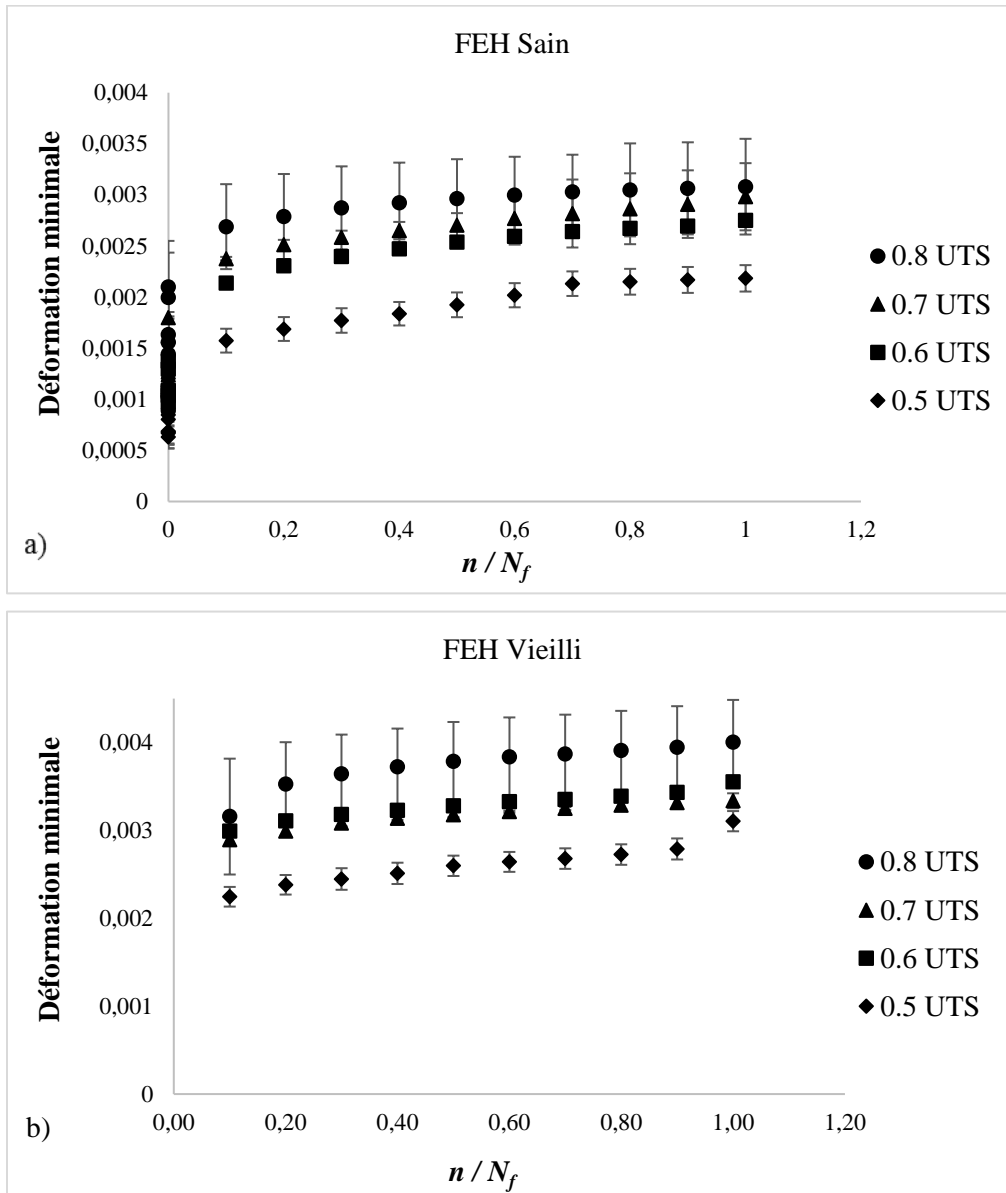 FEH Sain
0,004
0,0035
0,003
0,0025
0,002
0,0015
0,001
0,0005
0
Déformation minimale
0 0,2 0,4 0,6 0,8 1 1,2
n / Nf
0.8 UTS
0.7 UTS
0.6 UTS
0.5 UTS
a)
FEH Vieilli
0,004
0,003
0,002
0,001
0
Déformation minimale
0,00 0,20 0,40 0,60 0,80 1,00 1,20
n / Nf
0.8 UTS
0.7 UTS
0.6 UTS
0.5 UTS
b)